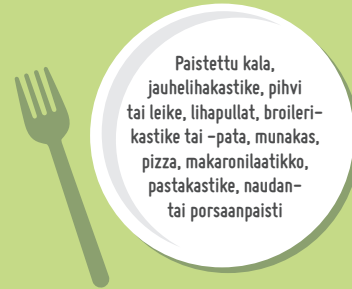 Paistettu kala,
jauhelihakastike, pihvi
tai leike, lihapullat, broileri-
kastike tai -pata, munakas,
pizza, makaronilaatikko,
pastakastike, naudan-
tai porsaanpaisti